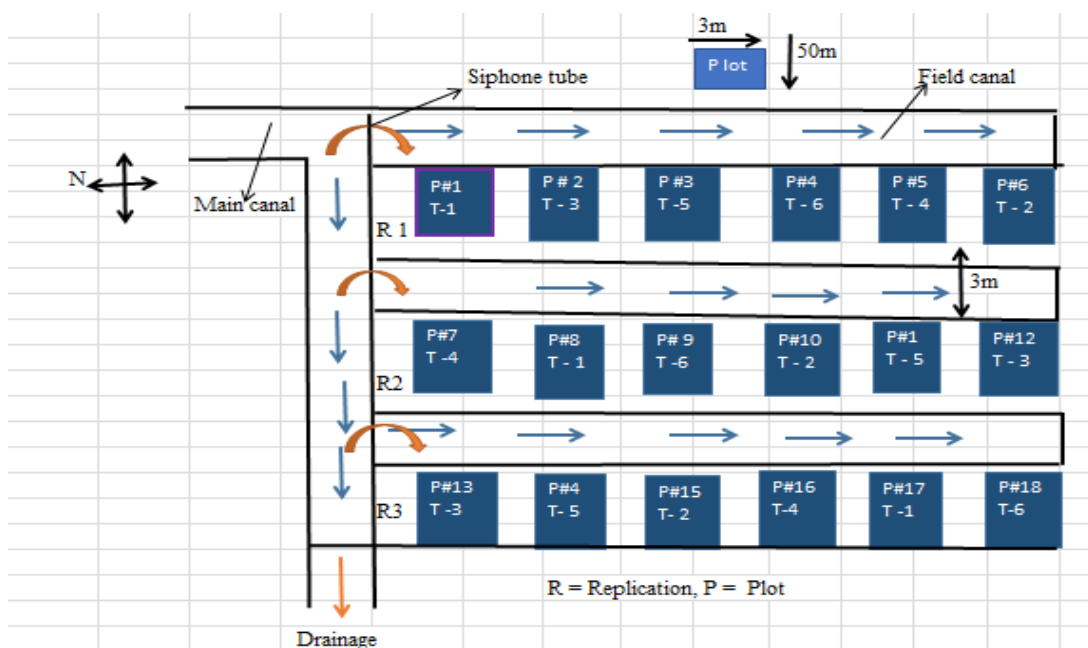 3m
P lot
50m
Siphone tube
Field canal
N
Main canal
P#1
T-1
P # 2
T - 3
P #3
T -5
P#4
T - 6
P #5
T - 4
P#6
T - 2
R 1
3m
P#7
T -4
P#8
T - 1
P# 9
T -6
P#10
T - 2
P#1
T - 5
P#12
T - 3
R2
P#13
T -3
P#4
T- 5
P#15
T- 2
P#16
T-4
P#17
T -1
P#18
T-6
R3
R = Replication, P = Plot
Drainage